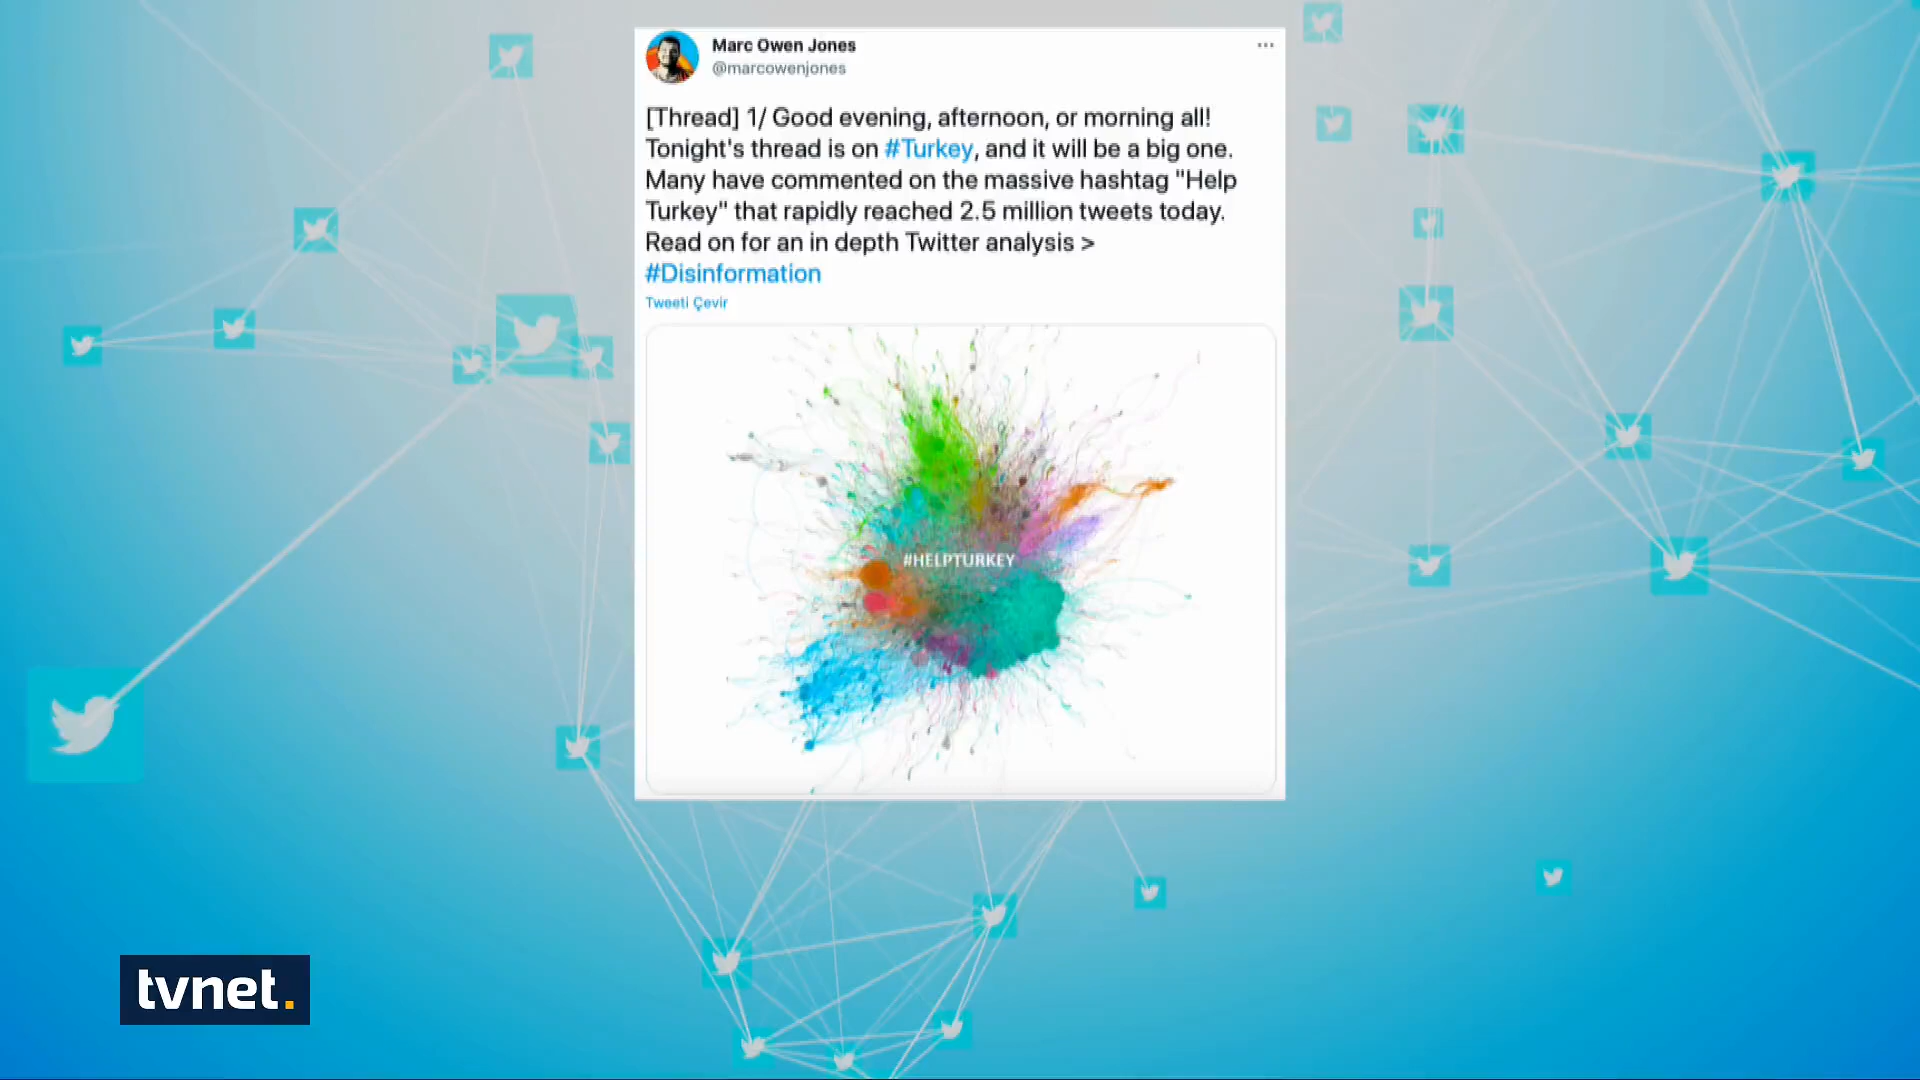 Marc Owen Jones
@marcowenjones
[Thread] 1/ Good evening, afternoon, or morning all!
Tonight's thread is on #Turkey, and it will be a big one.
Many have commented on the massive hashtag "Help
Turkey" that rapidly reached 2.5 million tweets today.
Read on for an in depth Twitter analysis >
#Disinformation
Tweeti Çevir
#HELPTURKEY
tvnet.